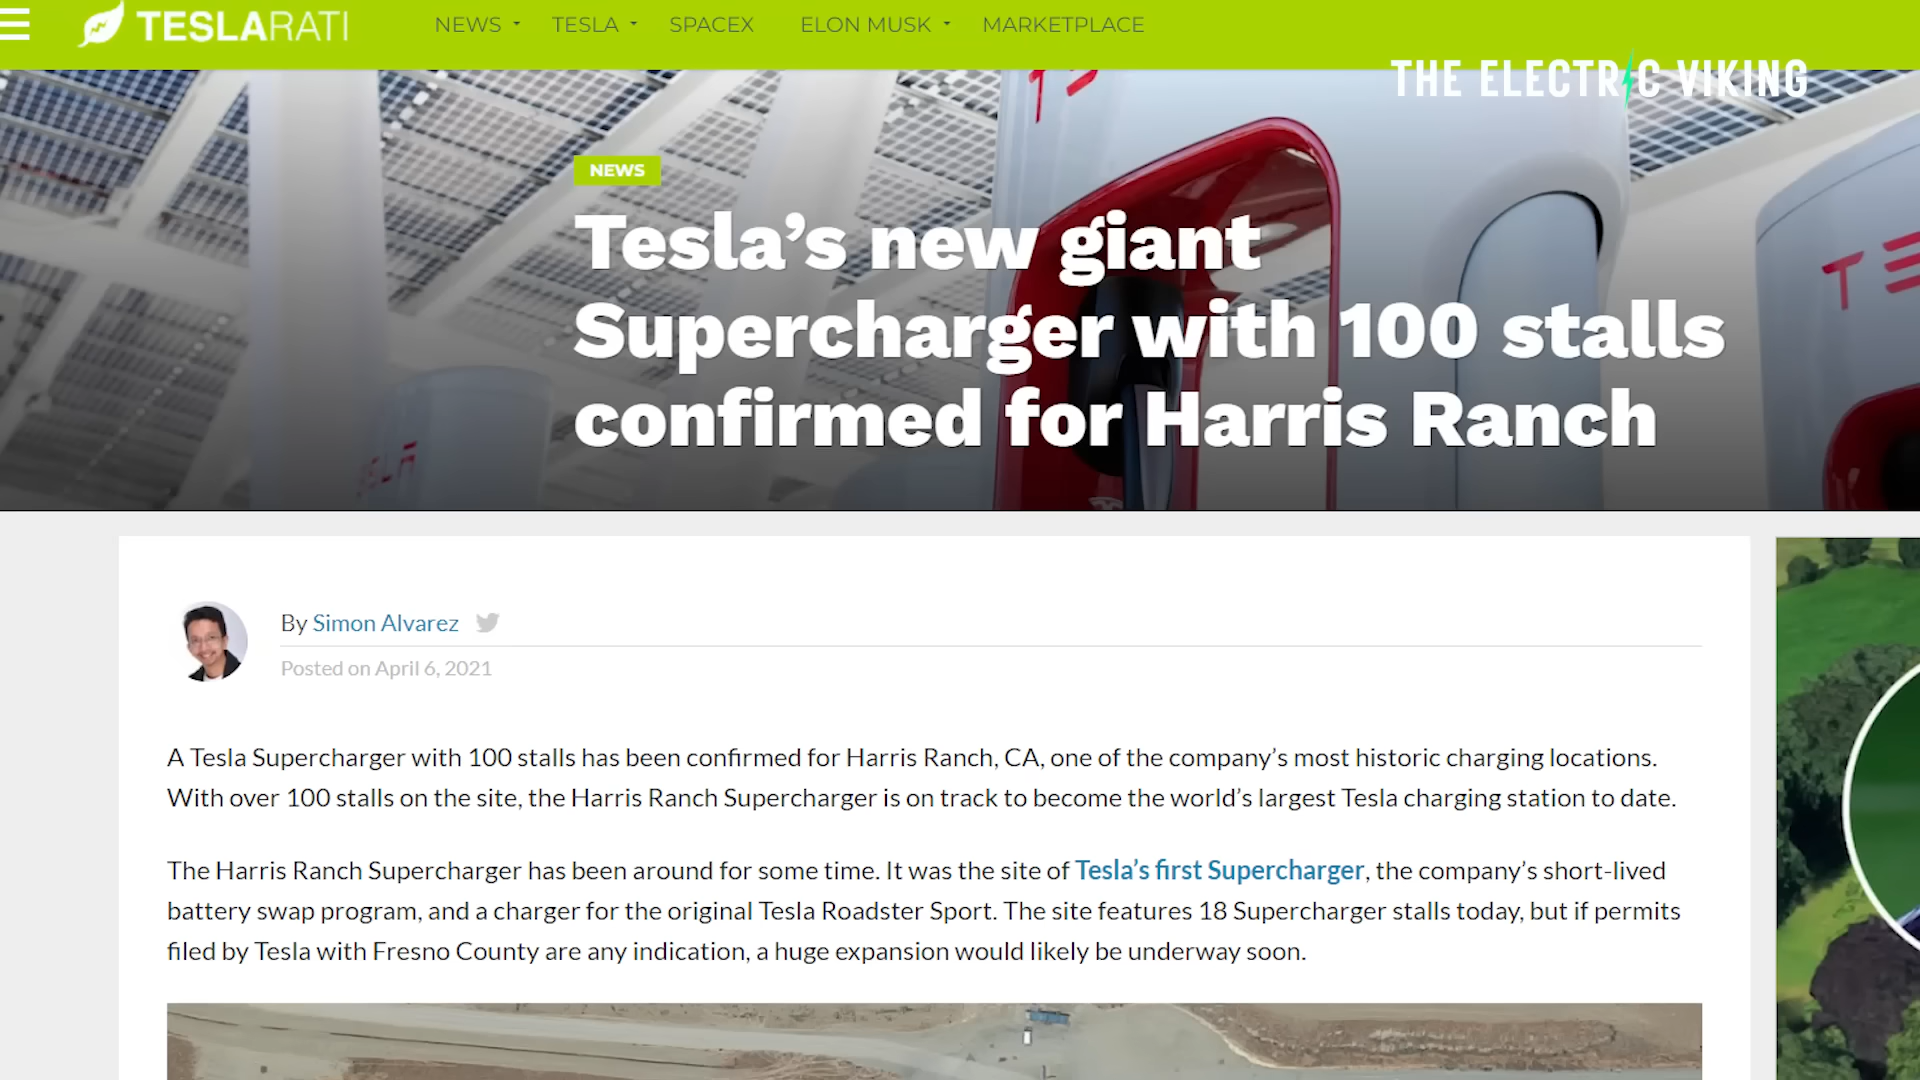 TESLARATI
NEWS TESLA SPACEX ELON MUSK MARKETPLACE
THE ELECTRIC VIKING
NEWS
Tesla’s new giant
Supercharger with 100 stalls
confirmed for Harris Ranch
By Simon Alvarez
Posted on April 6, 2021
A Tesla Supercharger with 100 stalls has been confirmed for Harris Ranch, CA, one of the company’s most historic charging locations.
With over 100 stalls on the site, the Harris Ranch Supercharger is on track to become the world’s largest Tesla charging station to date.
The Harris Ranch Supercharger has been around for some time. It was the site of Tesla’s first Supercharger, the company’s short-lived
battery swap program, and a charger for the original Tesla Roadster Sport. The site features 18 Supercharger stalls today, but if permits
filed by Tesla with Fresno County are any indication, a huge expansion would likely be underway soon.